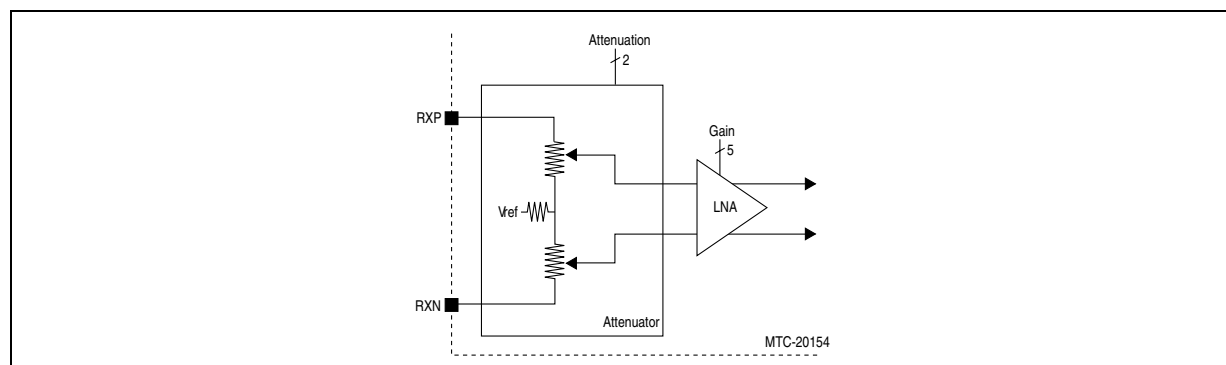 Attenuation
2
RXP
Gain
5
LNA
Vref
RXN
Attenuator
MTC-20154